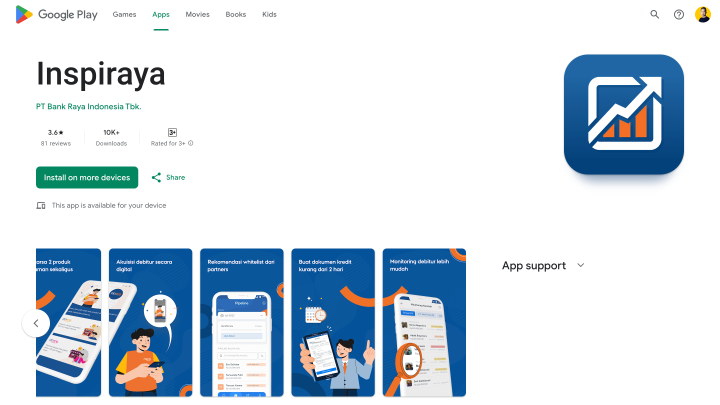 Google Play
Games
Apps
Movies
Books
Kids
Inspiraya
PT Bank Raya Indonesia Tbk.
3.6★
81 reviews
10K+
Downloads
3+
Rated for 3+
Install on more devices
Share
This app is available for your device
arsa 2 produk
man sekaligus
Akuisisi debitur secara
digital
Rekomendasi whitelist dari
partners
Buat dokumen kredit
kurang dari 2 hari
Monitoring debitur lebih
mudah
Pipeline
App support